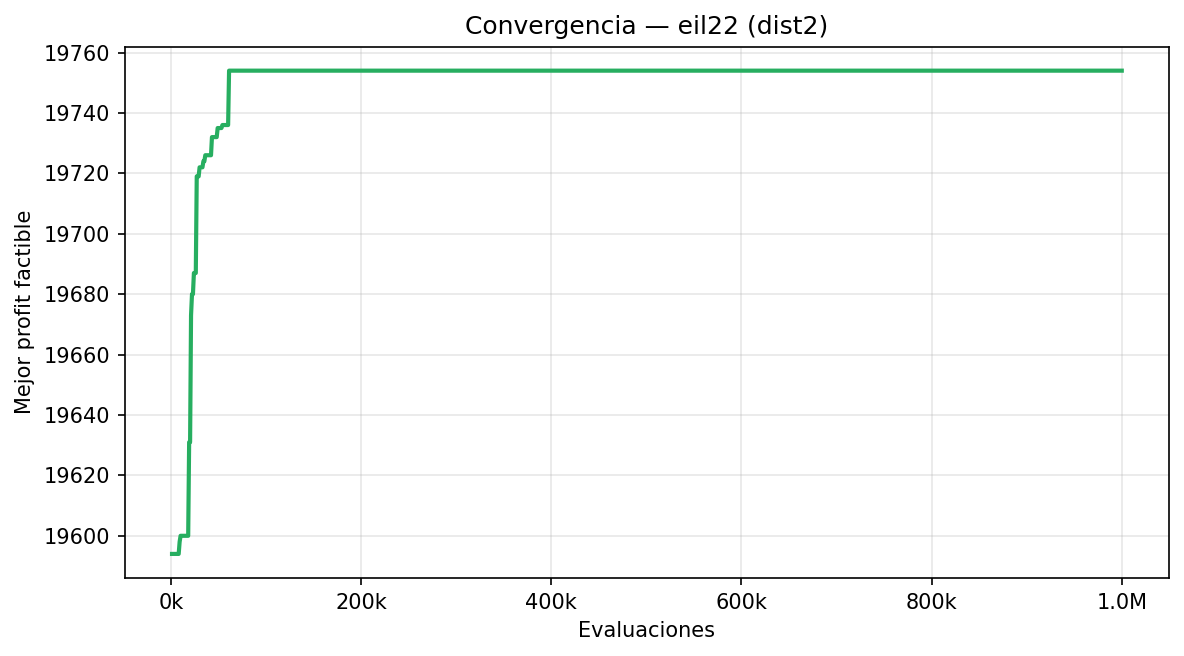 Convergencia — eil22 (dist2)
Mejor profit factible
19760
19740
19720
19700
19680
19660
19640
19620
19600
0k 200k 400k 600k 800k 1.0M
Evaluaciones